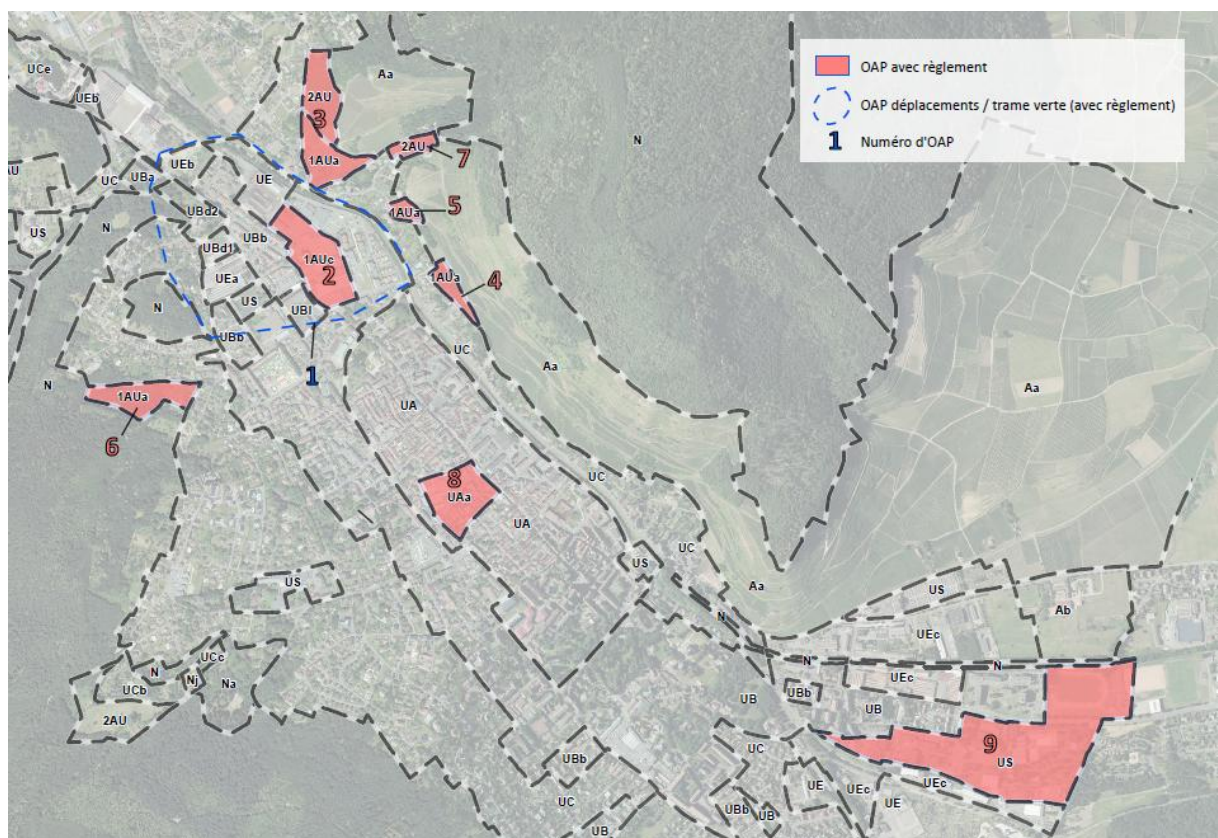 OAP avec règlement
OAP déplacements / trame verte (avec règlement)
1 Numéro d'OAP
UCe
UEb
Aa
2AU
3
1AUa
2AU
7
N
AU
UC
UBa
UEb
UE
1AUa
5
US
N
UBd2
UBb
UBd1
1AUc
2
UEa
1AUa
4
N
US
UBl
UBb
UC
1
Aa
Aa
N
1AUa
6
UA
8
UAa
UC
UA
US
UC
US
Aa
US
Ab
UEc
N
N
UCc
N
UCb
Nj
Na
2AU
N
UEc
UBb
UB
UB
9
US
UC
UBb
UE
UEc
UEc
UE
UC
UBb
UB
UB